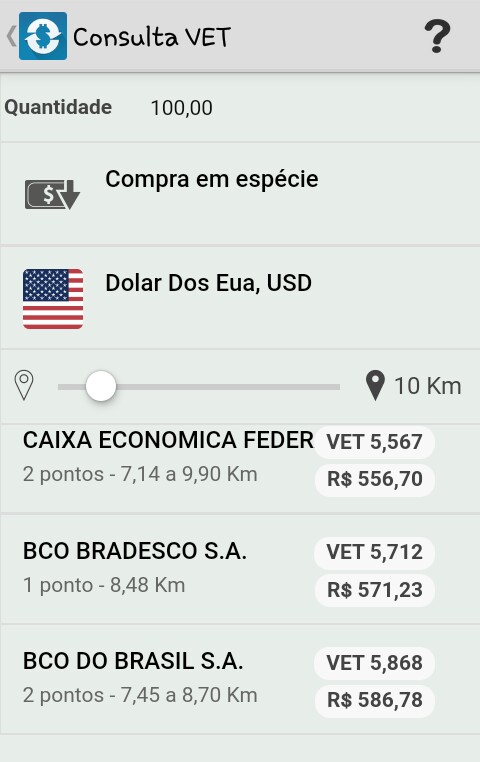 Consulta VET ?
Quantidade 100,00
Compra em espécie
Dolar Dos Eua, USD
10 Km
CAIXA ECONOMICA FEDER VET 5,567
2 pontos - 7,14 a 9,90 Km R$ 556,70
BCO BRADESCO S.A. VET 5,712
1 ponto - 8,48 Km R$ 571,23
BCO DO BRASIL S.A. VET 5,868
2 pontos - 7,45 a 8,70 Km R$ 586,78